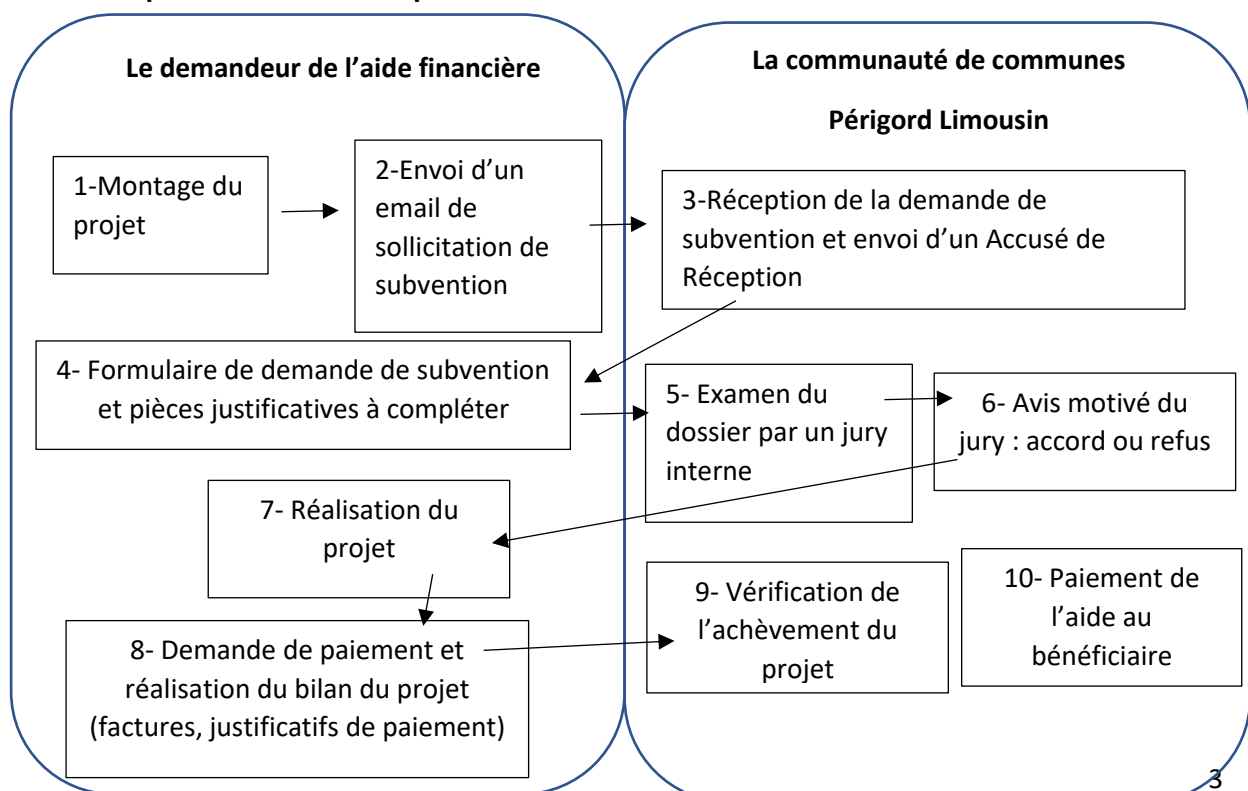 Le demandeur de l’aide financière
La communauté de communes
Périgord Limousin
1-Montage du
projet
2-Envoi d’un
email de
sollicitation de
subvention
3-Réception de la demande de
subvention et envoi d’un Accusé de
Réception
4- Formulaire de demande de subvention
et pièces justificatives à compléter
5- Examen du
dossier par un jury
interne
6- Avis motivé du
jury : accord ou refus
7- Réalisation du
projet
8- Demande de paiement et
réalisation du bilan du projet
(factures, justificatifs de paiement)
9- Vérification de
l’achèvement du
projet
10- Paiement de
l’aide au
bénéficiaire
3